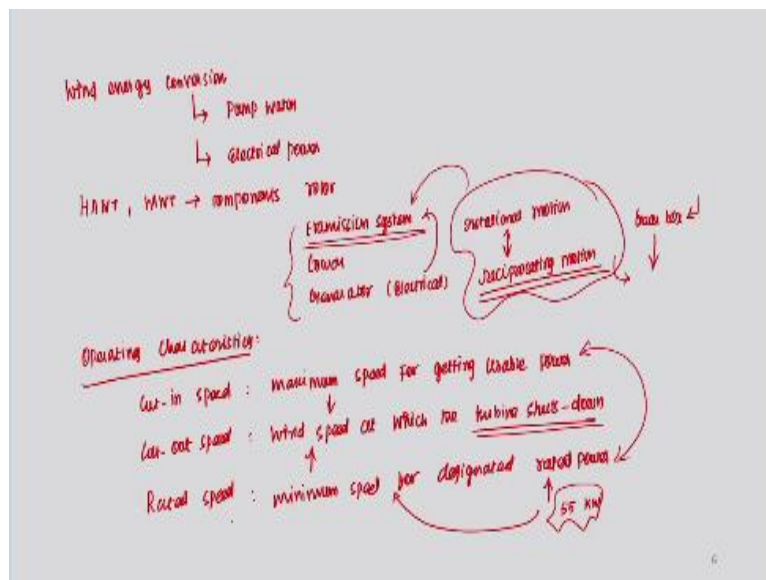 Wind energy conversion
↳ Pump water
↳ electrical power
HAWT, VAWT → components rotor
Transmission system
tower
Generator (electrical)
rotational motion
↕
reciprocating motion
Gear box
Operating characteristics:
Cut-in speed : maximum speed for getting usable power
Cut-out speed : wind speed at which the turbine shuts-down
Rated speed : minimum speed for designated rated power
55 KW
6